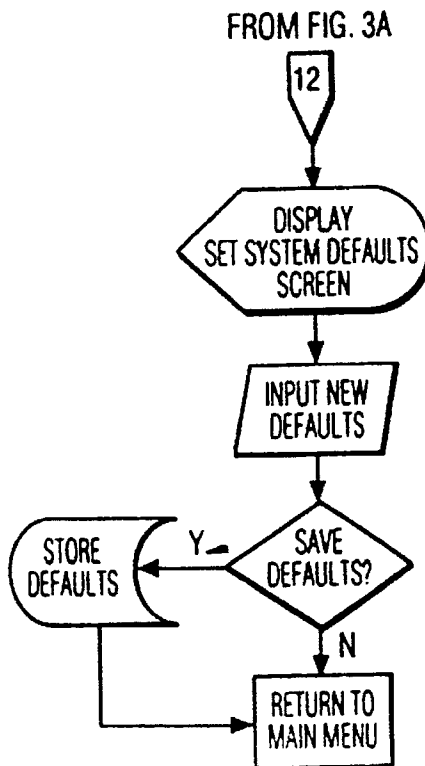 FROM FIG. 3A
12
DISPLAY
SET SYSTEM DEFAULTS
SCREEN
INPUT NEW
DEFAULTS
SAVE
DEFAULTS?
Y
STORE
DEFAULTS
N
RETURN TO
MAIN MENU